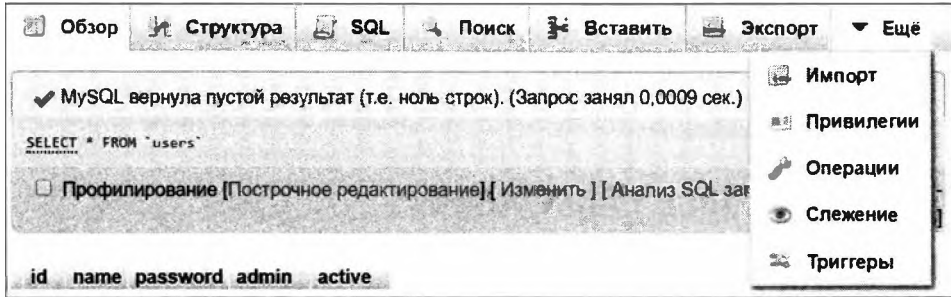 Обзор Структура SQL Поиск Вставить Экспорт Ещё
Импорт
Привилегии
Операции
Слежение
Триггеры
MySQL вернула пустой результат (т.е. ноль строк). (Запрос занял 0,0009 сек.)
SELECT * FROM `users`
Профилирование [Построчное редактирование] [ Изменить ] [ Анализ SQL зап
id name password admin active